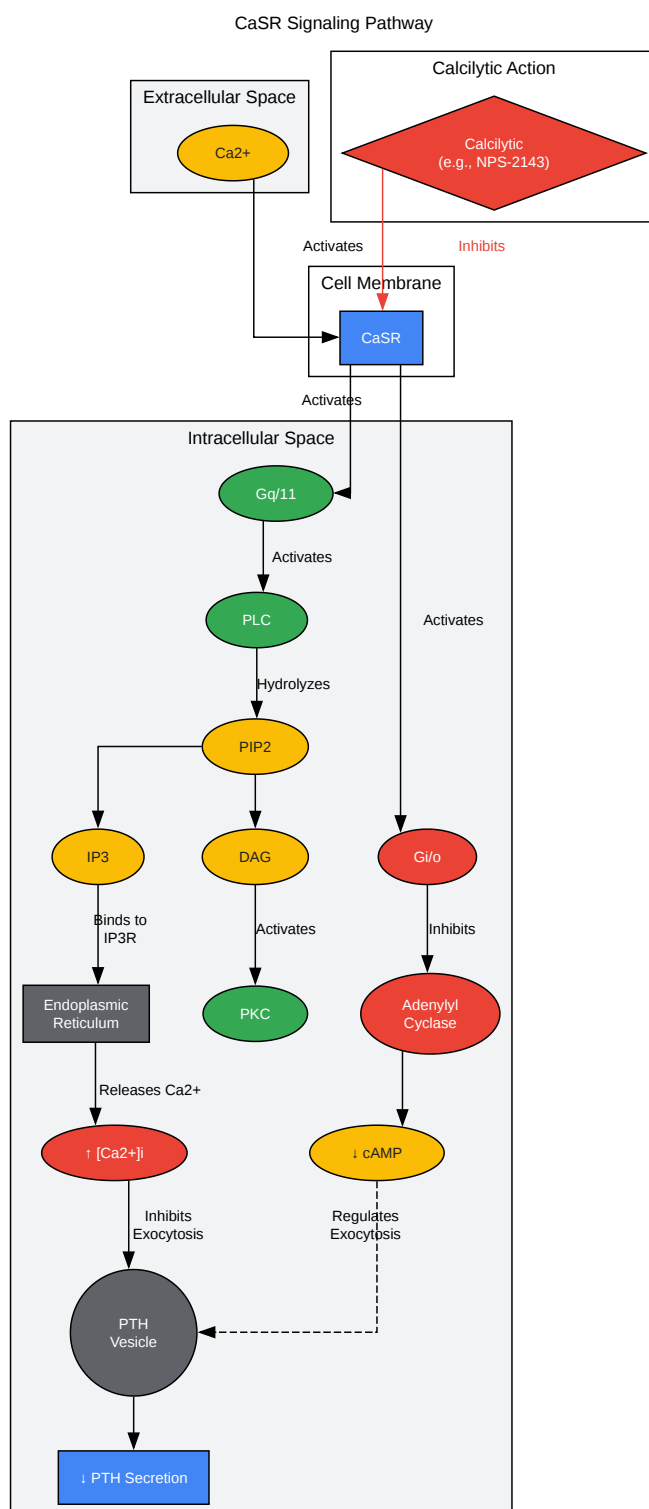 CaSR Signaling Pathway
Calcilytic Action
Extracellular Space
Ca2+
Calcilytic
(e.g., NPS-2143)
Activates
Inhibits
Cell Membrane
CaSR
Activates
Intracellular Space
Gq/11
Activates
PLC
Activates
Hydrolyzes
PIP2
IP3
DAG
Gi/o
Binds to
IP3R
Activates
Inhibits
Endoplasmic
Reticulum
PKC
Adenylyl
Cyclase
Releases Ca2+
↑ [Ca2+]i
↓ cAMP
Inhibits
Exocytosis
Regulates
Exocytosis
PTH
Vesicle
↓ PTH Secretion